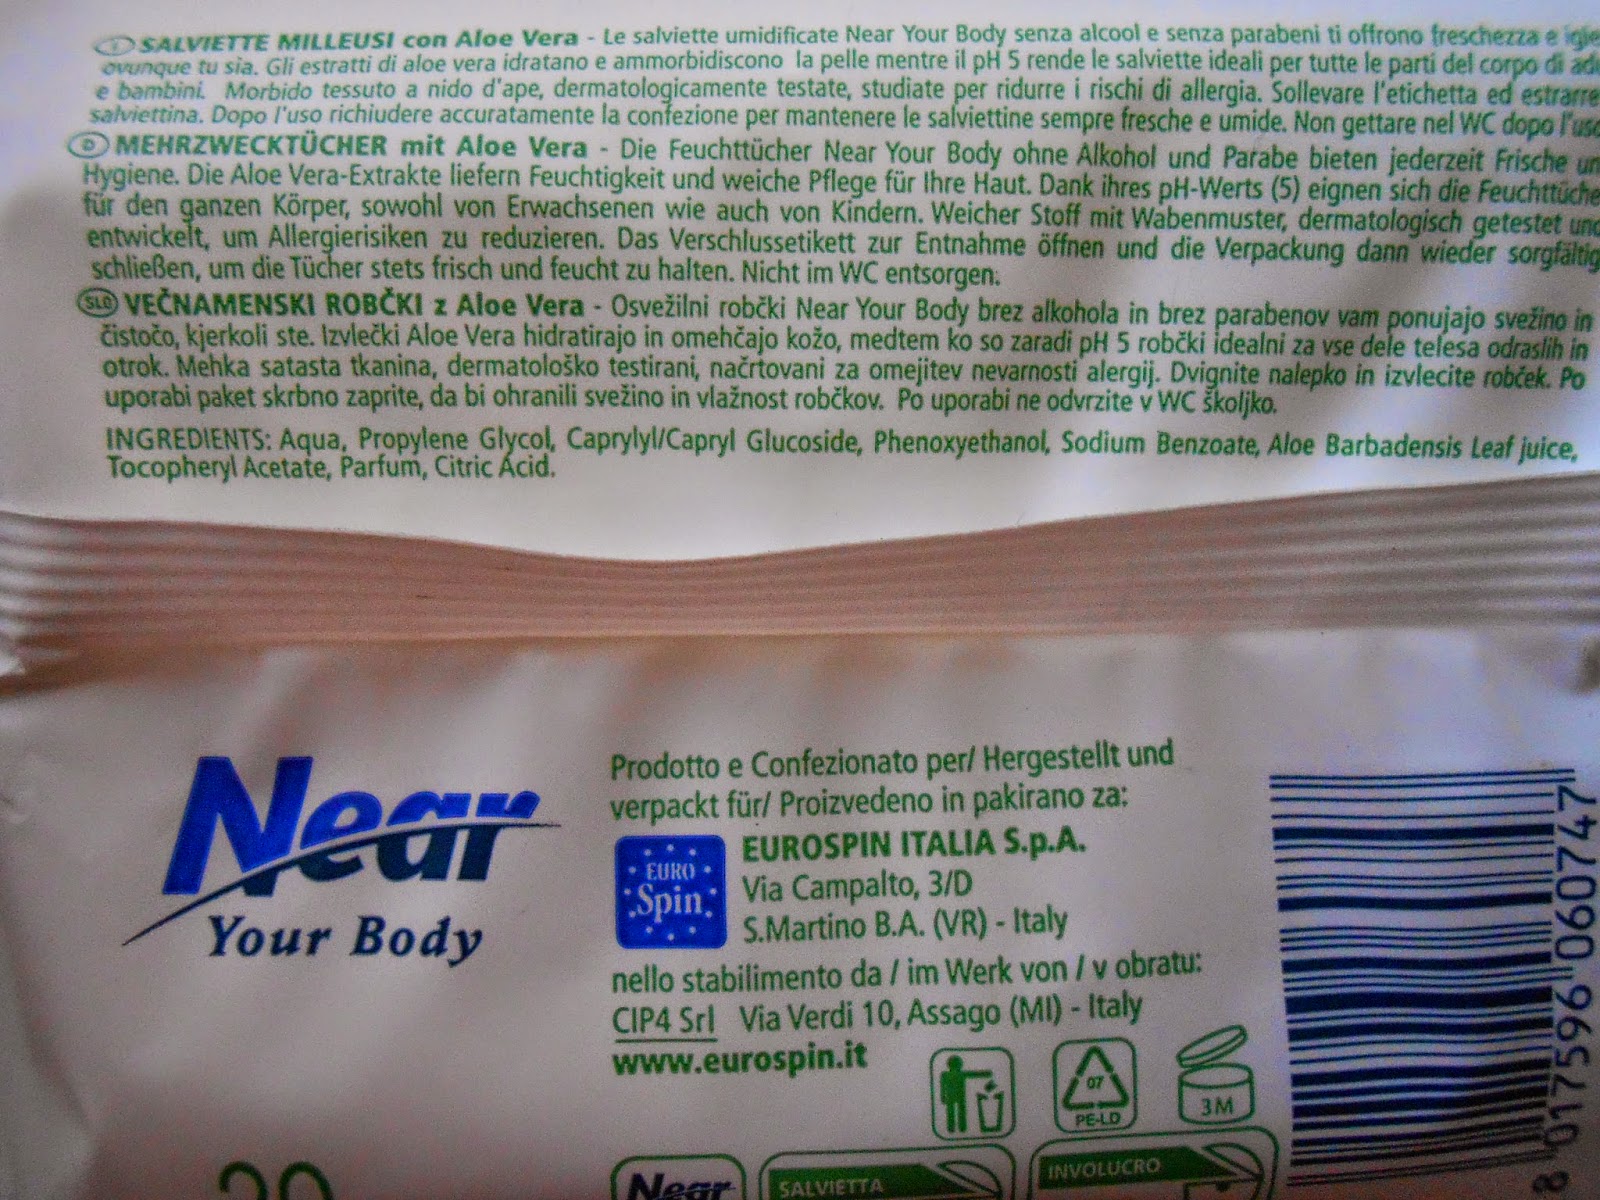 I SALVIETTE MILLEUSI con Aloe Vera - Le salviette umidificate Near Your Body senza alcool e senza parabeni ti offrono freschezza e igie
ovunque tu sia. Gli estratti di aloe vera idratano e ammorbidiscono la pelle mentre il pH 5 rende le salviette ideali per tutte le parti del corpo di adu
e bambini. Morbido tessuto a nido d'ape, dermatologicamente testate, studiate per ridurre i rischi di allergia. Sollevare l'etichetta ed estrarre
salviettina. Dopo l'uso richiudere accuratamente la confezione per mantenere le salviettine sempre fresche e umide. Non gettare nel WC dopo l'uso
D MEHRZWECKTÜCHER mit Aloe Vera - Die Feuchttücher Near Your Body ohne Alkohol und Parabe bieten jederzeit Frische un
Hygiene. Die Aloe Vera-Extrakte liefern Feuchtigkeit und weiche Pflege für Ihre Haut. Dank ihres pH-Werts (5) eignen sich die Feuchttüche
für den ganzen Körper, sowohl von Erwachsenen wie auch von Kindern. Weicher Stoff mit Wabenmuster, dermatologisch getestet und
entwickelt, um Allergierisiken zu reduzieren. Das Verschlussetikett zur Entnahme öffnen und die Verpackung dann wieder sorgfältig
schließen, um die Tücher stets frisch und feucht zu halten. Nicht im WC entsorgen.
SLO VEČNAMENSKI ROBČKI z Aloe Vera - Osvežilni robčki Near Your Body brez alkohola in brez parabenov vam ponujajo svežino in
čistočo, kjerkoli ste. Izvlečki Aloe Vera hidratirajo in omehčajo kožo, medtem ko so zaradi pH 5 robčki idealni za vse dele telesa odraslih in
otrok. Mehka satasta tkanina, dermatološko testirani, načrtovani za omejitev nevarnosti alergij. Dvignite nalepko in izvlecite robček. Po
uporabi paket skrbno zaprite, da bi ohranili svežino in vlažnost robčkov. Po uporabi ne odvrzite v WC školjko.
INGREDIENTS: Aqua, Propylene Glycol, Caprylyl/Capryl Glucoside, Phenoxyethanol, Sodium Benzoate, Aloe Barbadensis Leaf juice,
Tocopheryl Acetate, Parfum, Citric Acid.
Near
Your Body
Prodotto e Confezionato per/ Hergestellt und
verpackt für/ Proizvedeno in pakirano za:
EURO
Spin
EUROSPIN ITALIA S.p.A.
Via Campalto, 3/D
S.Martino B.A. (VR) - Italy
nello stabilimento da / im Werk von / v obratu:
CIP4 Srl Via Verdi 10, Assago (MI) - Italy
www.eurospin.it
07
PE-LD
3M
8 017596 060747
20
Near
SALVIETTA
INVOLUCRO